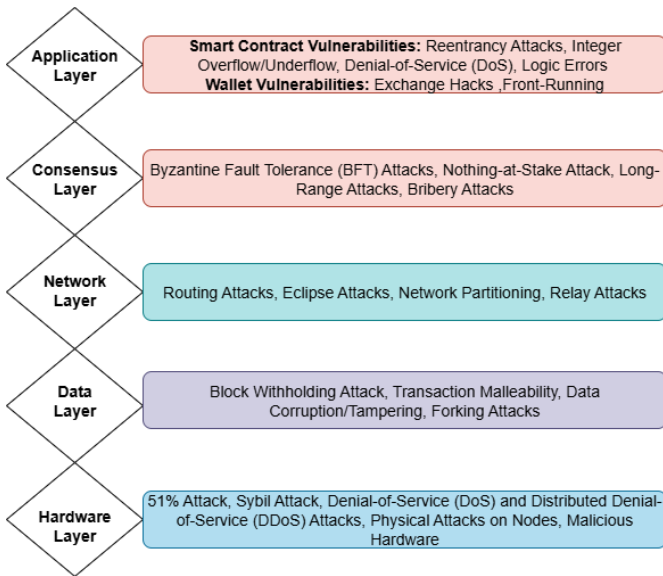 Application
Layer
Smart Contract Vulnerabilities: Reentrancy Attacks, Integer
Overflow/Underflow, Denial-of-Service (DoS), Logic Errors
Wallet Vulnerabilities: Exchange Hacks ,Front-Running
Consensus
Layer
Byzantine Fault Tolerance (BFT) Attacks, Nothing-at-Stake Attack, Long-
Range Attacks, Bribery Attacks
Network
Layer
Routing Attacks, Eclipse Attacks, Network Partitioning, Relay Attacks
Data
Layer
Block Withholding Attack, Transaction Malleability, Data
Corruption/Tampering, Forking Attacks
Hardware
Layer
51% Attack, Sybil Attack, Denial-of-Service (DoS) and Distributed Denial-
of-Service (DDoS) Attacks, Physical Attacks on Nodes, Malicious
Hardware